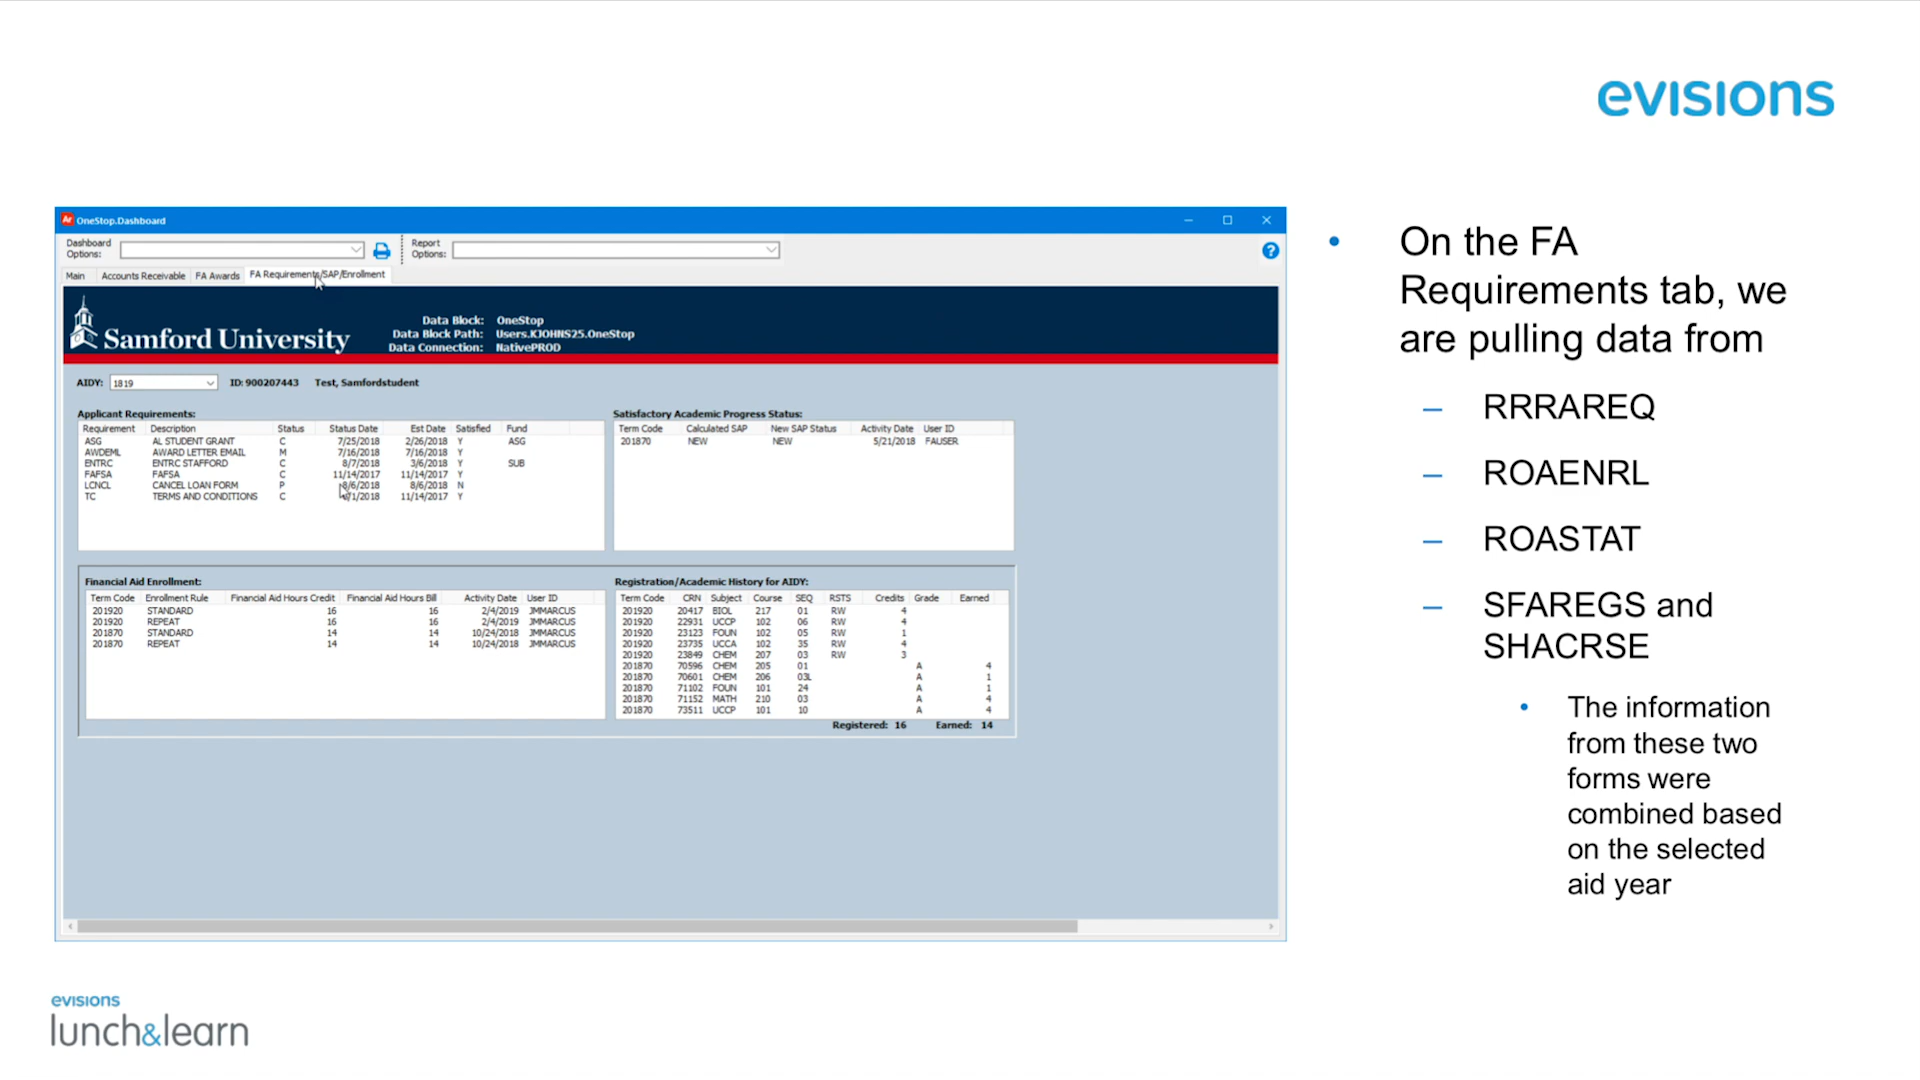 evisions
OneStop.Dashboard
Dashboard Options:
Report Options:
Main Accounts Receivable FA Awards FA Requirements/SAP/Enrollment
Samford University
Data Block: OneStop
Data Block Path: Users.KJOHNS25.OneStop
Data Connection: NativePROD
AIDY: 1819 ID: 900207443 Test, Samfordstudent
Applicant Requirements:
Requirement Description Status Status Date Est Date Satisfied Fund
ASG AL STUDENT GRANT C 7/25/2018 2/26/2018 Y ASG
AWDEML AWARD LETTER EMAIL M 7/16/2018 7/16/2018 Y
ENTRC ENTRC STAFFORD C 8/7/2018 3/6/2018 Y SUB
FAFSA FAFSA C 11/14/2017 11/14/2017 Y
LCNCL CANCEL LOAN FORM P 8/6/2018 8/6/2018 N
TC TERMS AND CONDITIONS C 11/14/2017 Y
Satisfactory Academic Progress Status:
Term Code Calculated SAP New SAP Status Activity Date User ID
201870 NEW NEW 5/21/2018 FAUSER
Financial Aid Enrollment:
Term Code Enrollment Rule Financial Aid Hours Credit Financial Aid Hours Bill Activity Date User ID
201920 STANDARD 16 16 2/4/2019 JMMARCUS
201920 REPEAT 16 16 2/4/2019 JMMARCUS
201870 STANDARD 14 14 10/24/2018 JMMARCUS
201870 REPEAT 14 14 10/24/2018 JMMARCUS
Registration/Academic History for AIDY:
Term Code CRN Subject Course SEQ RSTS Credits Grade Earned
201920 20417 BIOL 217 01 RW 4
201920 22931 UCCP 102 06 RW 4
201920 23123 FOUN 102 05 RW 1
201920 23735 UCCA 102 35 RW 4
201920 23849 CHEM 207 03 RW 3
201870 70596 CHEM 205 01 A 4
201870 70601 CHEM 206 03L A 1
201870 71102 FOUN 101 24 A 1
201870 71152 MATH 210 03 A 4
201870 73511 UCCP 101 10 A 4
Registered: 16 Earned: 14
• On the FA
Requirements tab, we
are pulling data from
– RRRAREQ
– ROAENRL
– ROASTAT
– SFAREGS and
SHACRSE
• The information
from these two
forms were
combined based
on the selected
aid year
evisions
lunch&learn